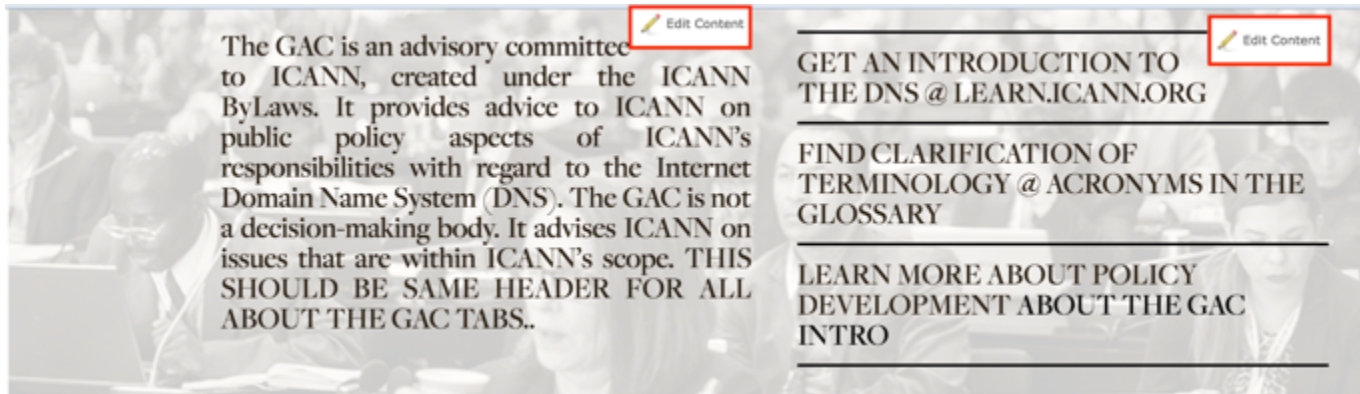 Edit Content
The GAC is an advisory committee
to ICANN, created under the ICANN
ByLaws. It provides advice to ICANN on
public policy aspects of ICANN's
responsibilities with regard to the Internet
Domain Name System (DNS). The GAC is not
a decision-making body. It advises ICANN on
issues that are within ICANN's scope. THIS
SHOULD BE SAME HEADER FOR ALL
ABOUT THE GAC TABS..
Edit Content
GET AN INTRODUCTION TO
THE DNS @ LEARN.ICANN.ORG
FIND CLARIFICATION OF
TERMINOLOGY @ ACRONYMS IN THE
GLOSSARY
LEARN MORE ABOUT POLICY
DEVELOPMENT ABOUT THE GAC
INTRO